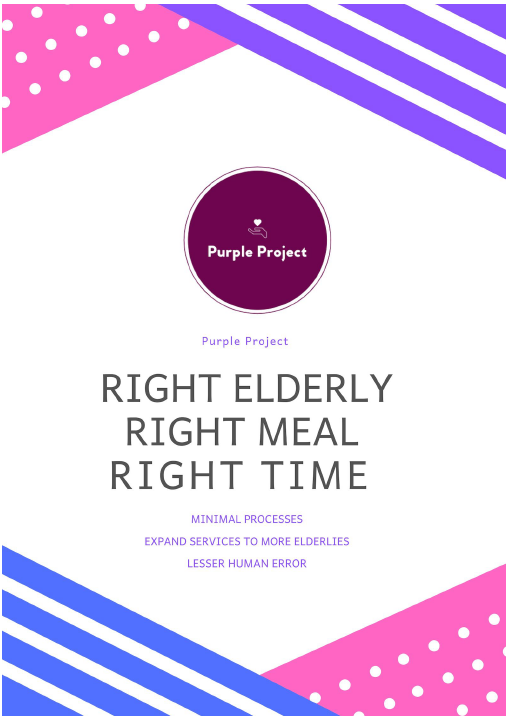 Purple Project
Purple Project
RIGHT ELDERLY
RIGHT MEAL
RIGHT TIME
MINIMAL PROCESSES
EXPAND SERVICES TO MORE ELDERLIES
LESSER HUMAN ERROR